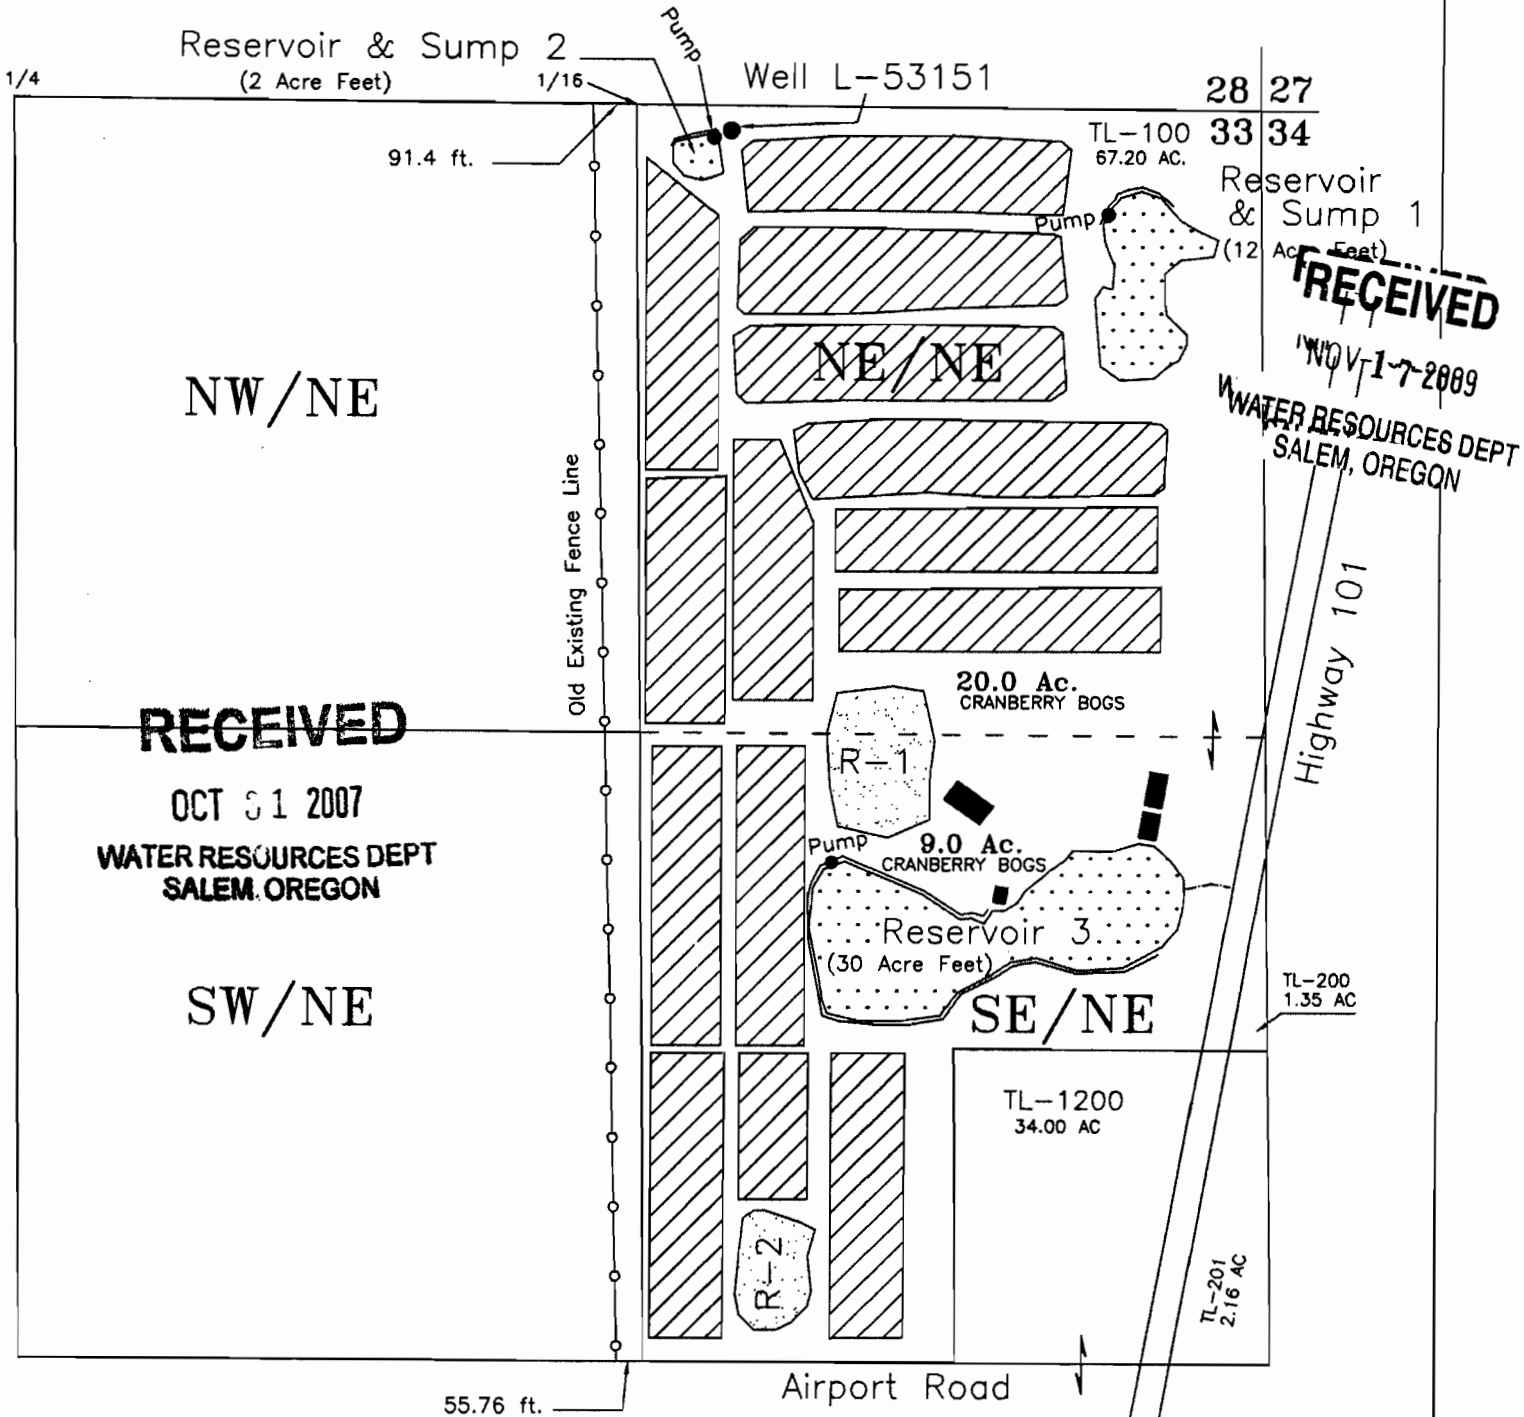 Reservoir & Sump 2
(2 Acre Feet)
Pump
Well L-53151
1/4
1/16
28 27
33 34
91.4 ft.
TL-100
67.20 AC.
Reservoir
& Sump 1
(12 Acre Feet)
Pump
RECEIVED
NOV 17 2009
WATER RESOURCES DEPT
SALEM, OREGON
NW/NE
NE/NE
Old Existing Fence Line
Highway 101
20.0 Ac.
CRANBERRY BOGS
RECEIVED
OCT 1 2007
WATER RESOURCES DEPT
SALEM, OREGON
R-1
Pump
9.0 Ac.
CRANBERRY BOGS
Reservoir 3
(30 Acre Feet)
SW/NE
SE/NE
TL-200
1.35 AC
TL-1200
34.00 AC
R-2
TL-201
2.16 AC
Airport Road
55.76 ft.